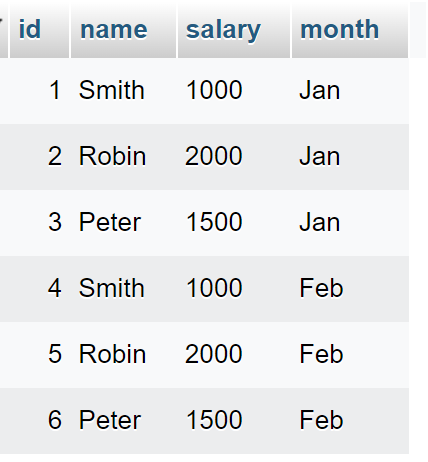 id name salary month
1 Smith 1000 Jan
2 Robin 2000 Jan
3 Peter 1500 Jan
4 Smith 1000 Feb
5 Robin 2000 Feb
6 Peter 1500 Feb